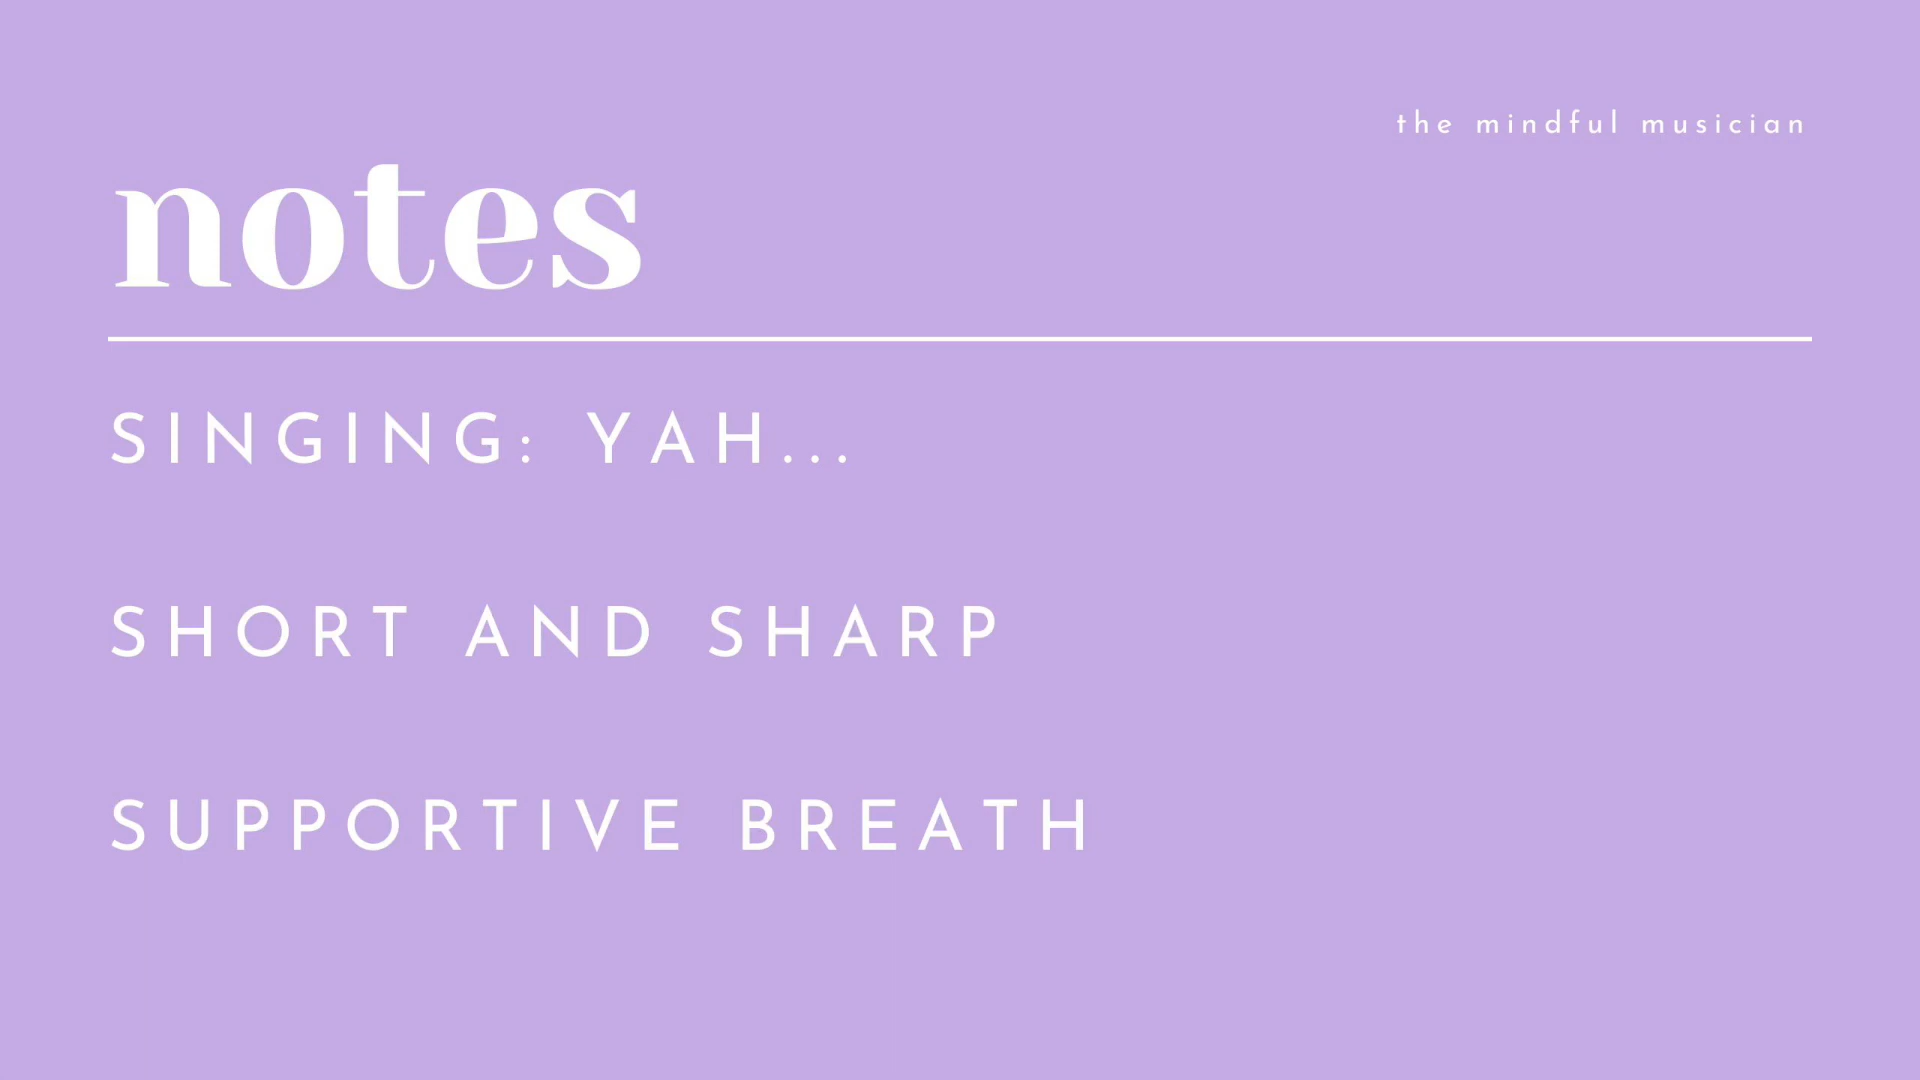 the mindful musician
notes
SINGING: YAH...
SHORT AND SHARP
SUPPORTIVE BREATH